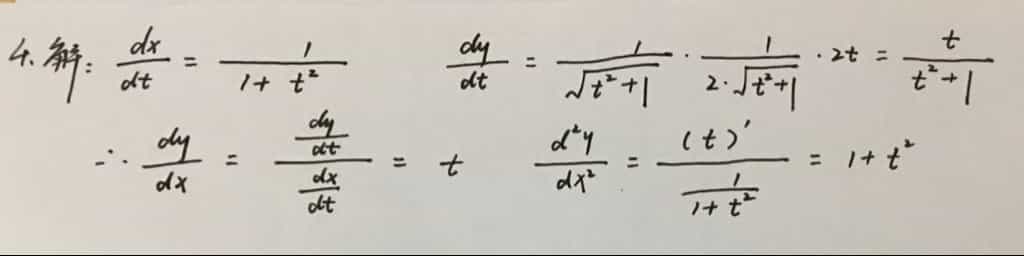 4. 解: \frac{dx}{dt} = \frac{1}{1+t^2} \frac{dy}{dt} = \frac{1}{\sqrt{t^2+1}} \cdot \frac{1}{2 \cdot \sqrt{t^2+1}} \cdot 2t = \frac{t}{t^2+1}
∴ \frac{dy}{dx} = \frac{\frac{dy}{dt}}{\frac{dx}{dt}} = t \frac{d^2y}{dx^2} = \frac{(t)'}{\frac{1}{1+t^2}} = 1+t^2